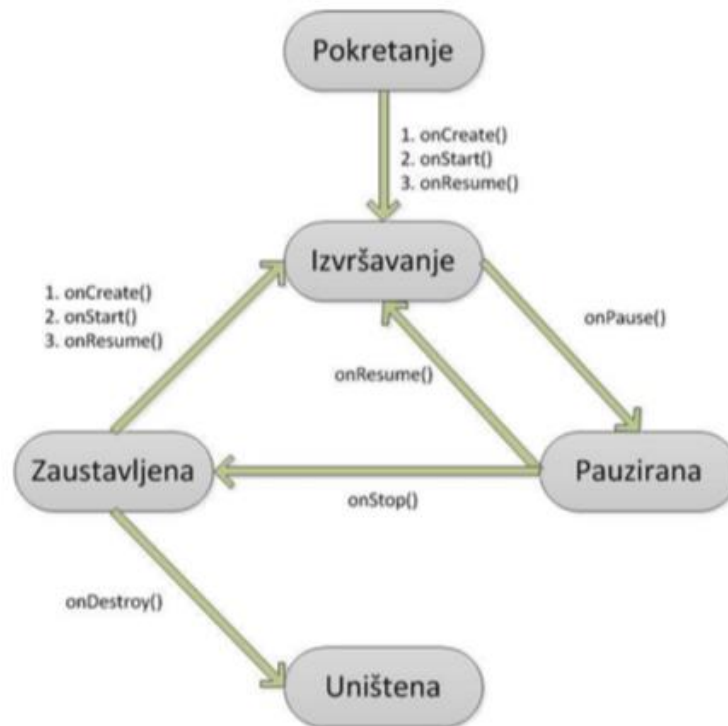 Pokretanje
1. onCreate()
2. onStart()
3. onResume()
Izvršavanje
1. onCreate()
2. onStart()
3. onResume()
onPause()
onResume()
Zaustavljena
Pauzirana
onStop()
onDestroy()
Uništena